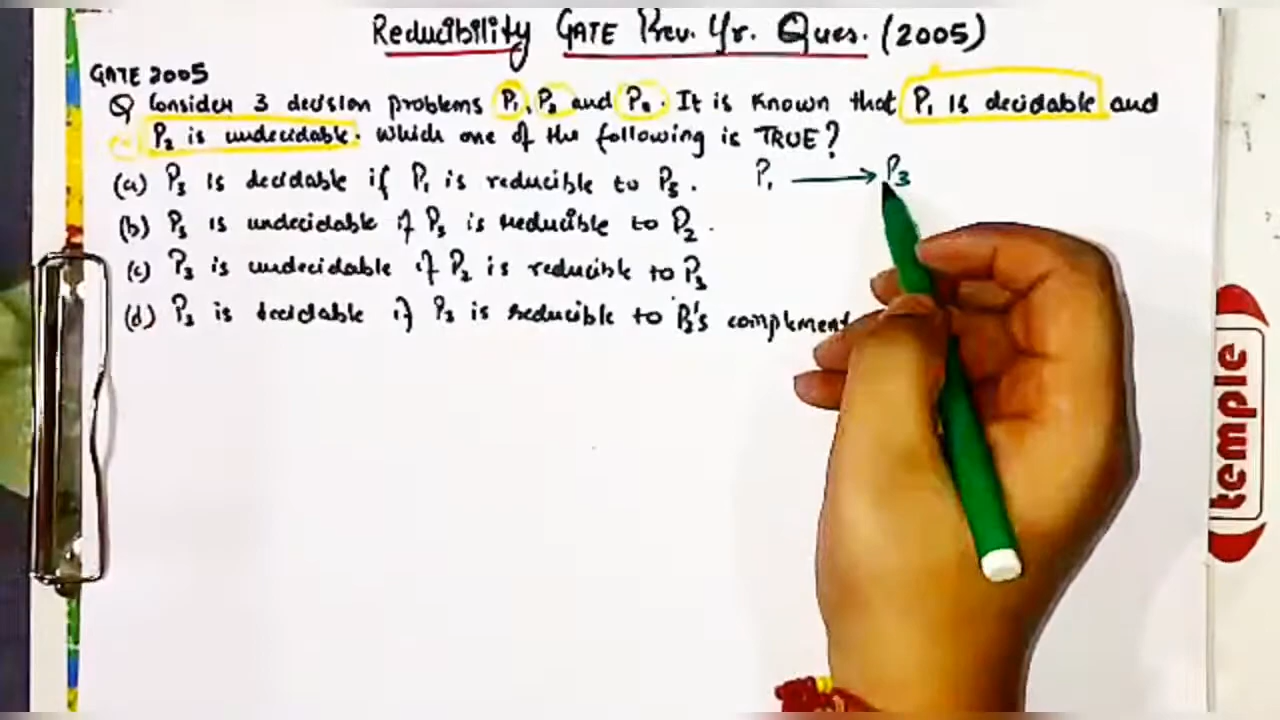 Reducibility GATE Prev. Yr. Ques. (2005)
GATE 2005
Q Consider 3 decision problems P₁, P₂ and P₃. It is known that P₁ is decidable and
P₂ is undecidable. Which one of the following is TRUE?
(a) P₃ is decidable if P₁ is reducible to P₃.
P₁ → P₃
(b) P₃ is undecidable if P₃ is reducible to P₂.
(c) P₃ is undecidable if P₂ is reducible to P₃
(d) P₃ is decidable if P₃ is reducible to P₂'s complement
temple